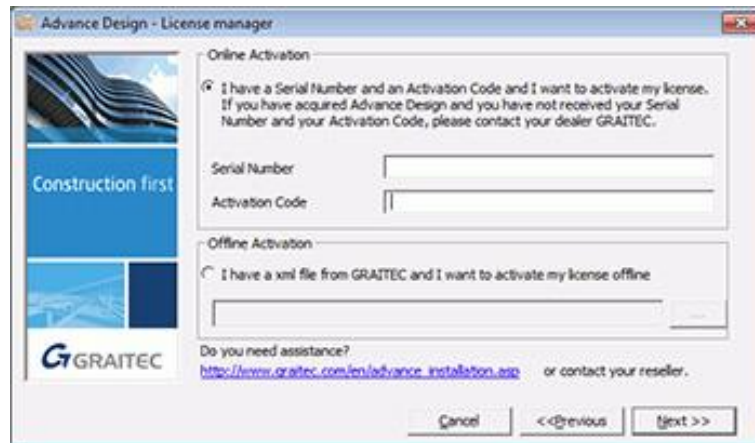 Advance Design - License manager
Online Activation
I have a Serial Number and an Activation Code and I want to activate my license.
If you have acquired Advance Design and you have not received your Serial
Number and your Activation Code, please contact your dealer GRAITEC.
Serial Number
Activation Code
Construction first
Offline Activation
I have a xml file from GRAITEC and I want to activate my license offline
...
GRAITEC
Do you need assistance?
http://www.graitec.com/en/advance_installation.asp or contact your reseller.
Cancel <<Previous Next >>